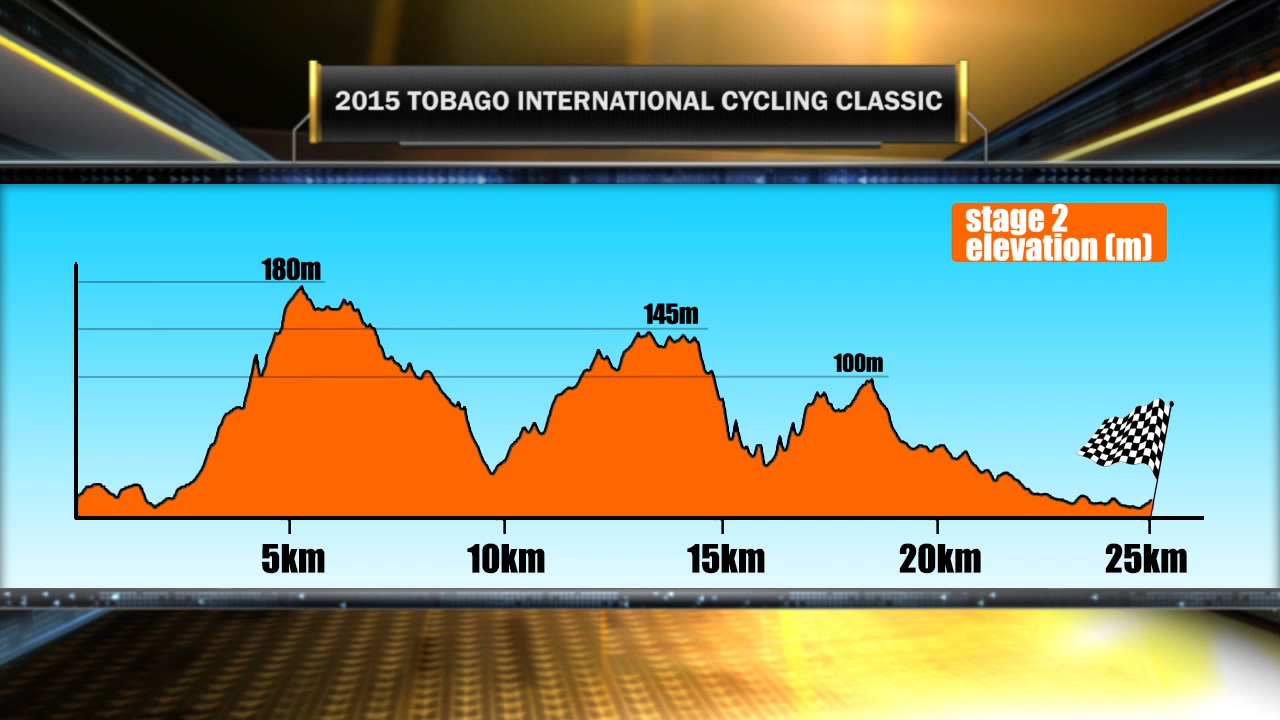 2015 TOBAGO INTERNATIONAL CYCLING CLASSIC
stage 2
elevation (m)
180m
145m
100m
5km
10km
15km
20km
25km